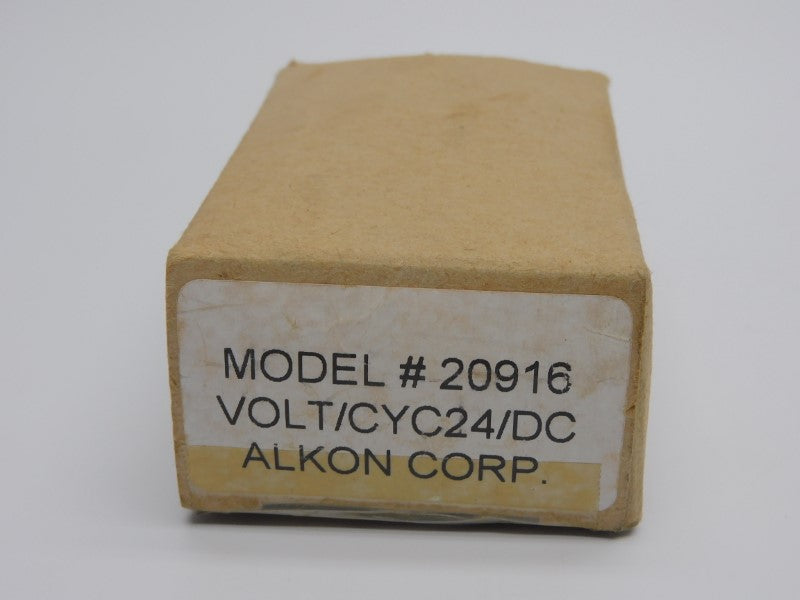 MODEL # 20916
VOLT/CYC24/DC
ALKON CORP.